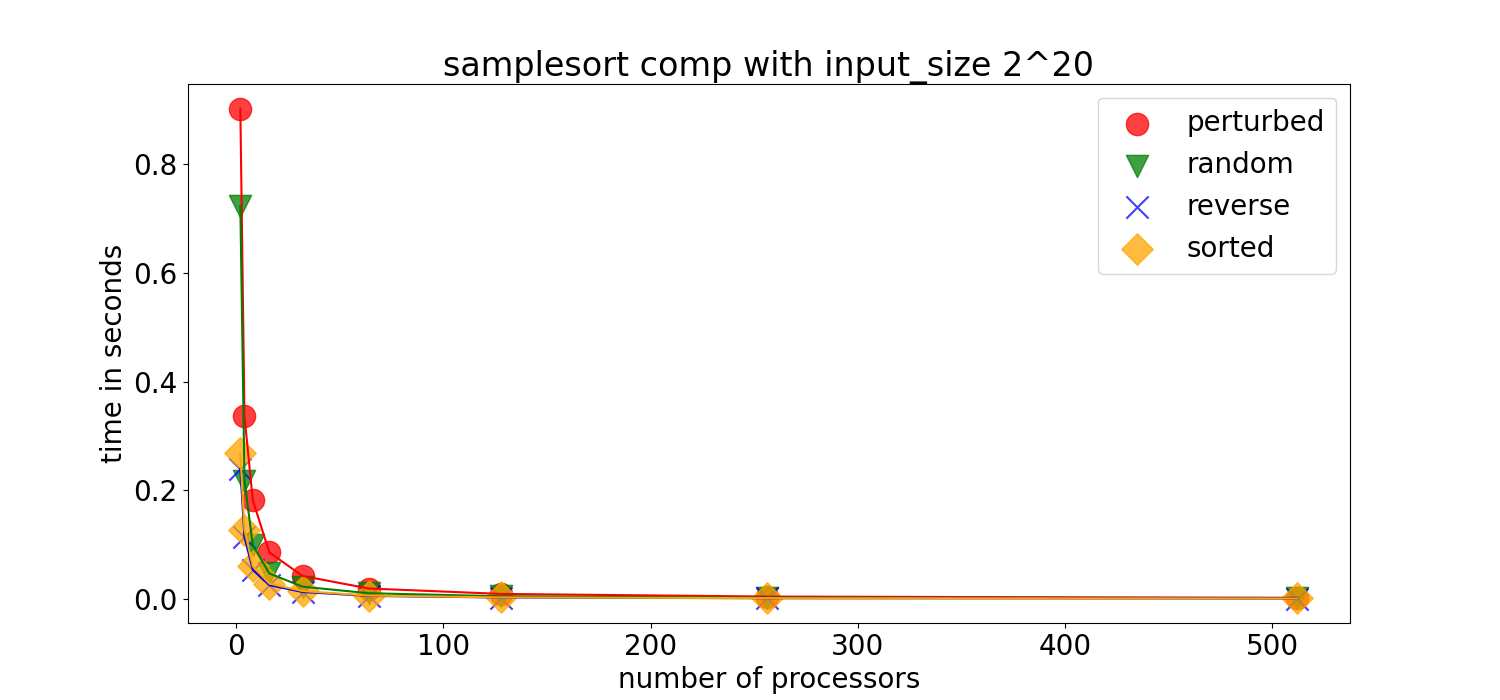 samplesort comp with input_size 2^20
perturbed
random
reverse
sorted
time in seconds
0.8
0.6
0.4
0.2
0.0
0 100 200 300 400 500
number of processors